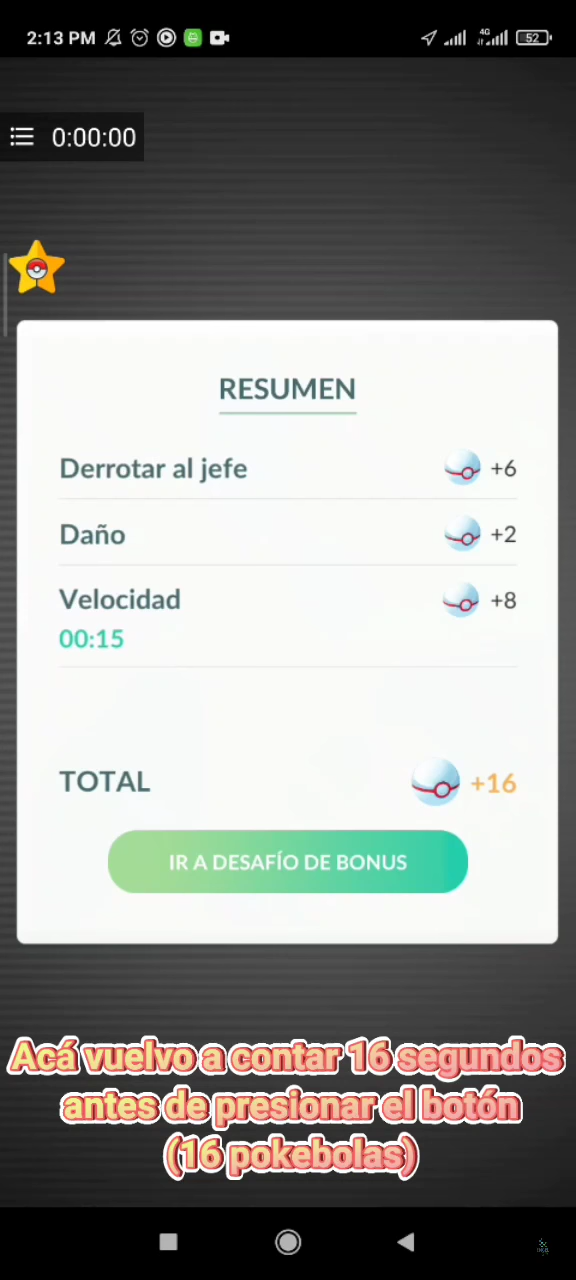 2:13 PM 4G 52
0:00:00
RESUMEN
Derrotar al jefe +6
Daño +2
Velocidad +8
00:15
TOTAL +16
IR A DESAFÍO DE BONUS
Acá vuelvo a contar 16 segundos
antes de presionar el botón
(16 pokebolas)